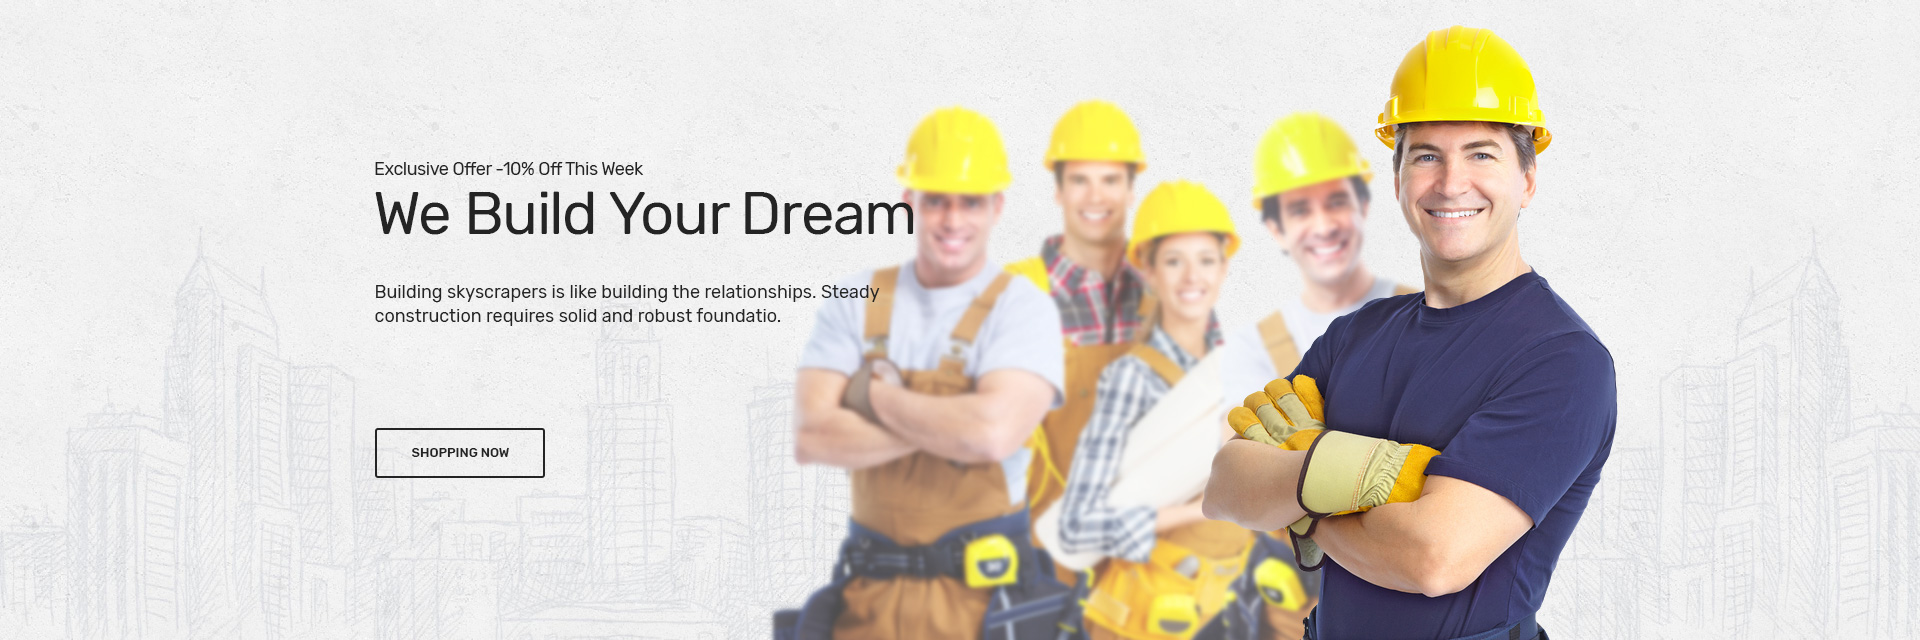 Exclusive Offer -10% Off This Week
We Build Your Dream
Building skyscrapers is like building the relationships. Steady
construction requires solid and robust foundatio.
SHOPPING NOW